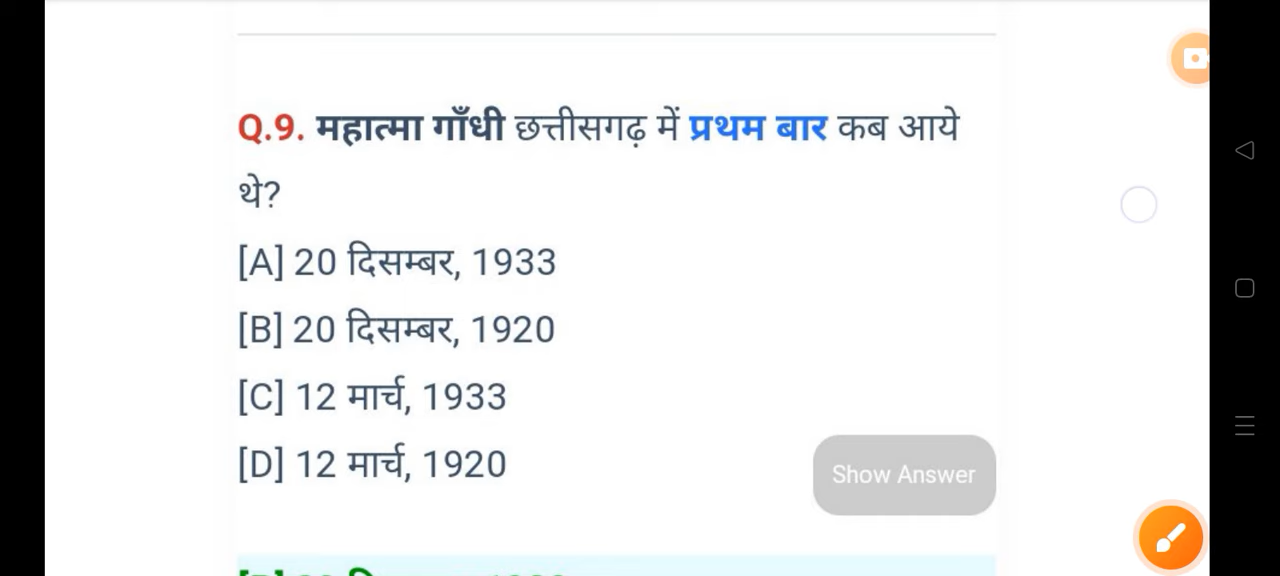 Q.9. महात्मा गाँधी छत्तीसगढ़ में प्रथम बार कब आये
थे?
[A] 20 दिसम्बर, 1933
[B] 20 दिसम्बर, 1920
[C] 12 मार्च, 1933
[D] 12 मार्च, 1920
Show Answer